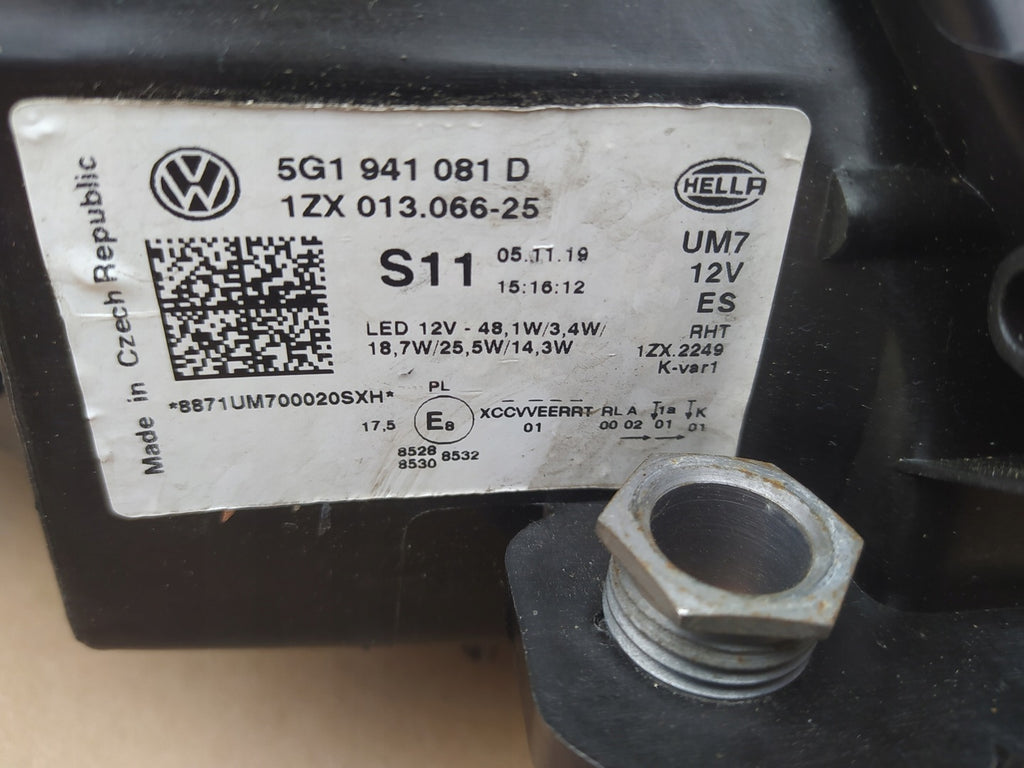 Made in Czech Republic
VW
5G1 941 081 D
1ZX 013.066-25
HELLA
S11
05.11.19
15:16:12
UM7
12V
ES
RHT
1ZX.2249
K-var1
LED 12V - 48,1W/3,4W/
18,7W/25,5W/14,3W
*8871UM700020SXH*
PL
17,5
E8
XCCVVEERRT RL A 1a K
01 00 02 01 01
8528
8530 8532